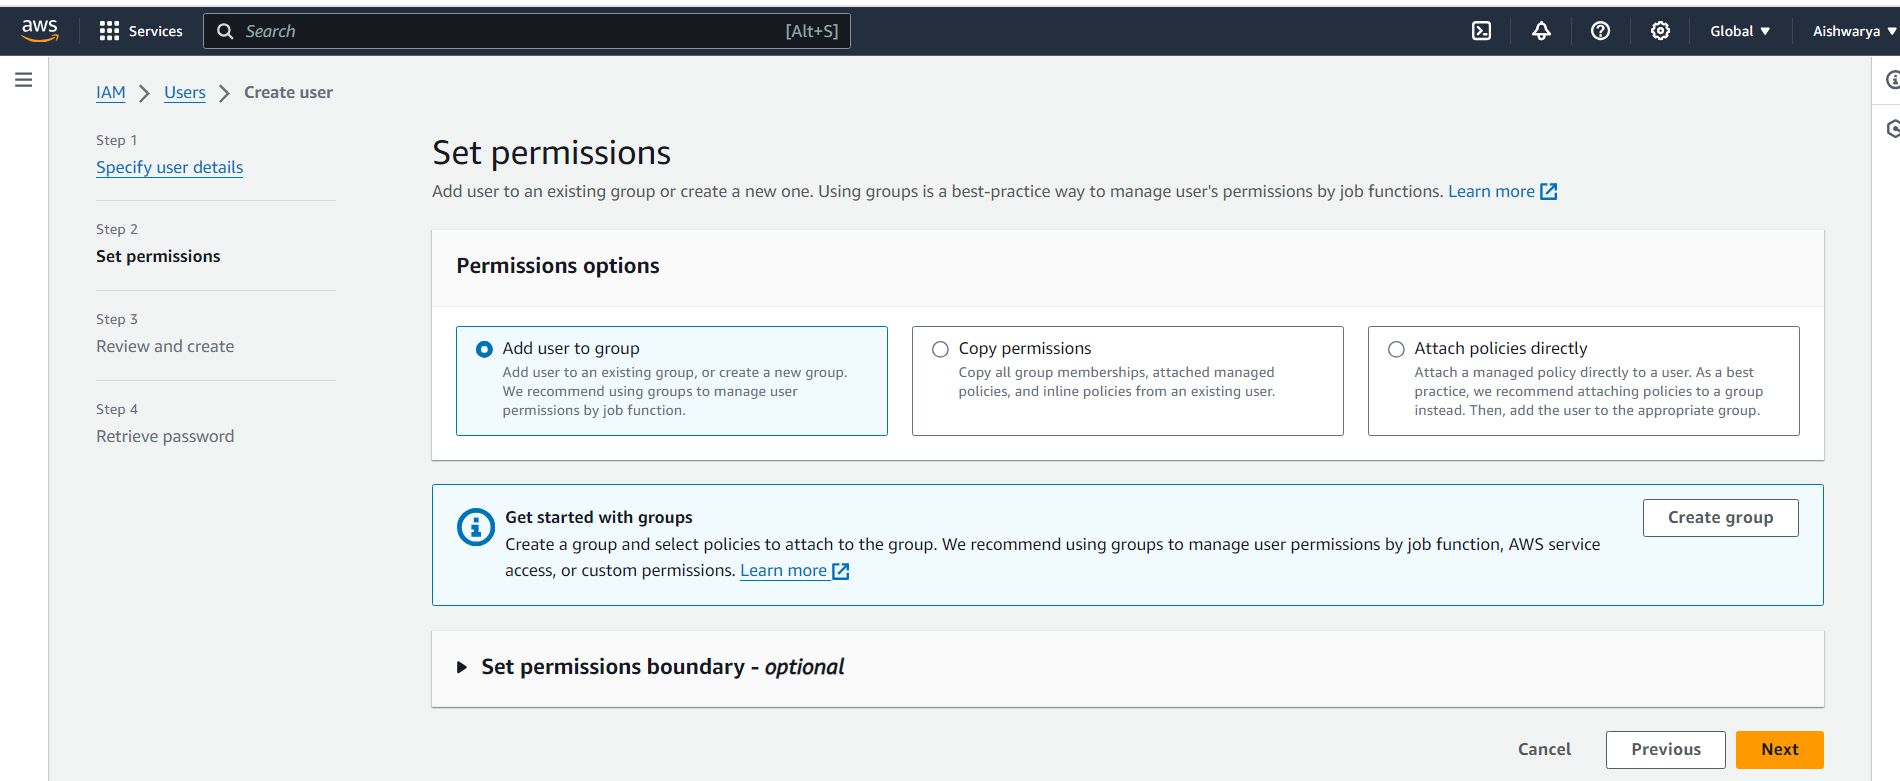 aws Services Search [Alt+S] Global Aishwarya
IAM Users Create user
Step 1
Specify user details
Step 2
Set permissions
Step 3
Review and create
Step 4
Retrieve password
Set permissions
Add user to an existing group or create a new one. Using groups is a best-practice way to manage user's permissions by job functions. Learn more
Permissions options
Add user to group
Add user to an existing group, or create a new group.
We recommend using groups to manage user
permissions by job function.
Copy permissions
Copy all group memberships, attached managed
policies, and inline policies from an existing user.
Attach policies directly
Attach a managed policy directly to a user. As a best
practice, we recommend attaching policies to a group
instead. Then, add the user to the appropriate group.
Get started with groups
Create a group and select policies to attach to the group. We recommend using groups to manage user permissions by job function, AWS service
access, or custom permissions. Learn more
Create group
Set permissions boundary - optional
Cancel Previous Next